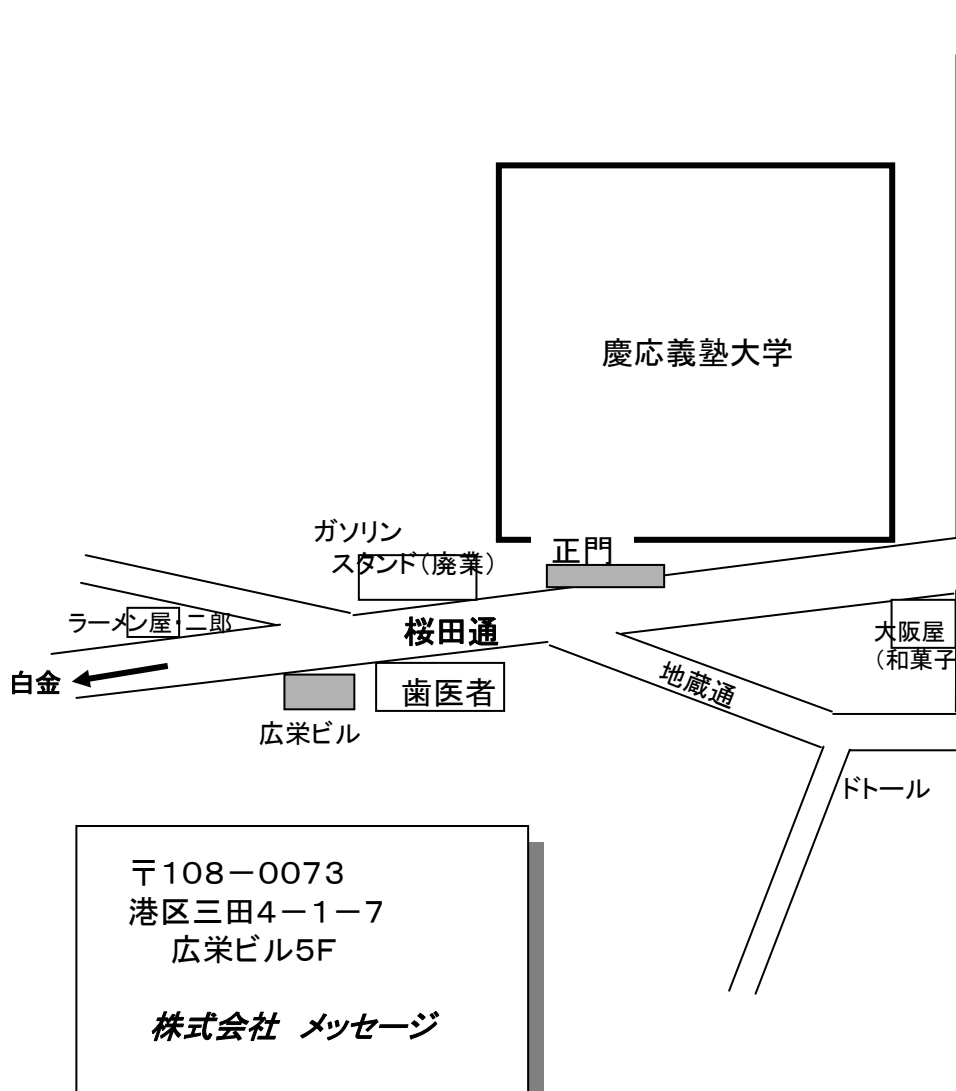 慶応義塾大学
ガソリン
スタンド（廃業）
正門
ラーメン屋・二郎
桜田通
大阪屋
（和菓子
白金
歯医者
地蔵通
広栄ビル
ドトール
〒108－0073
港区三田4－1－7
広栄ビル5F
株式会社　メッセージ